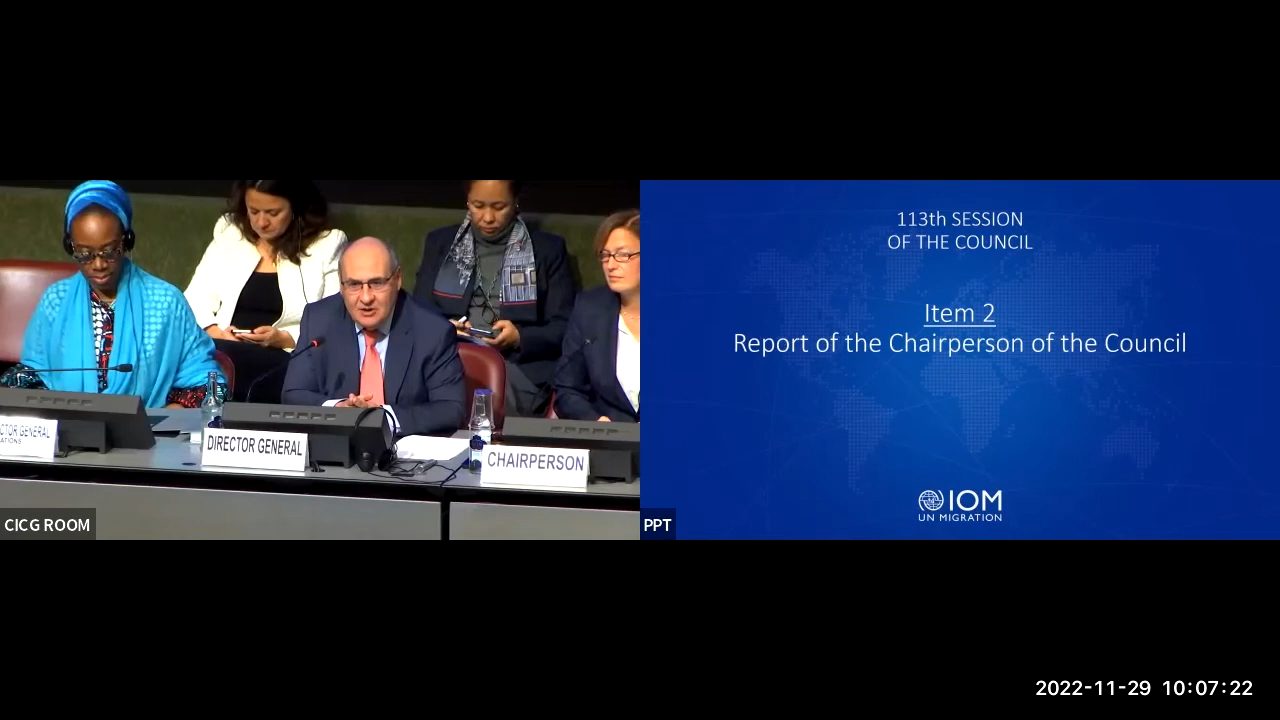 CTOR GENERAL
ATIONS
DIRECTOR GENERAL
CHAIRPERSON
CICG ROOM
113th SESSION
OF THE COUNCIL
Item 2
Report of the Chairperson of the Council
IOM
UN MIGRATION
PPT
2022-11-29 10:07:22